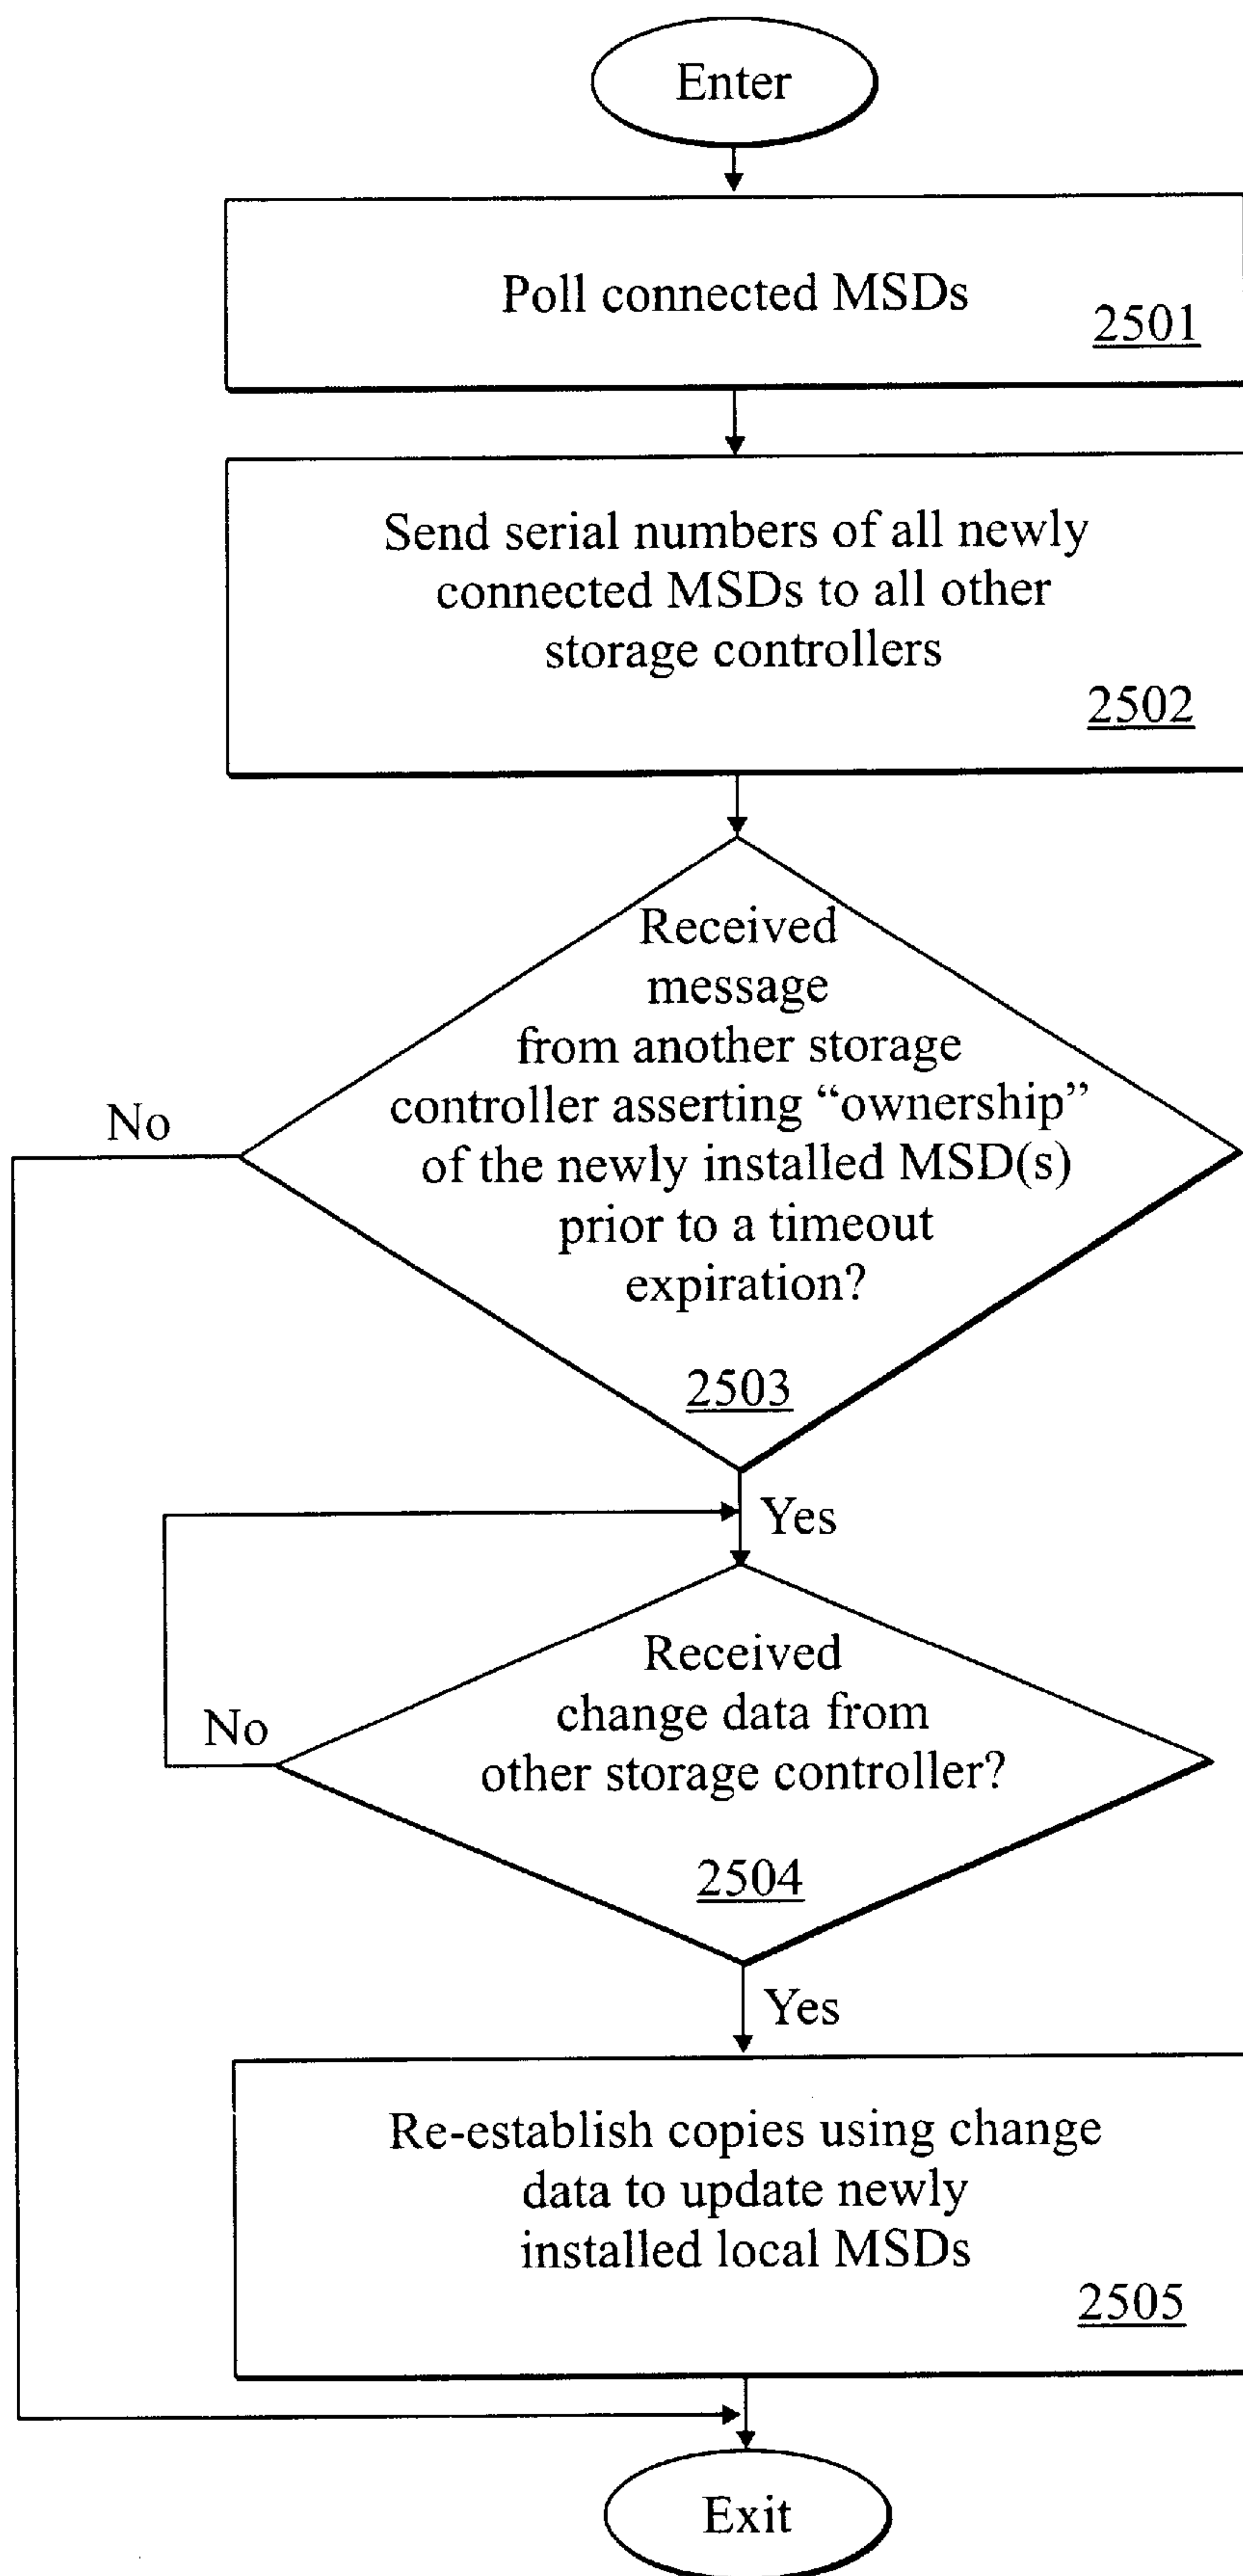 Enter
Poll connected MSDs
2501
Send serial numbers of all newly
connected MSDs to all other
storage controllers
2502
Received
message
from another storage
controller asserting “ownership”
of the newly installed MSD(s)
prior to a timeout
expiration?
2503
No
Yes
Received
change data from
other storage controller?
2504
No
Yes
Re-establish copies using change
data to update newly
installed local MSDs
2505
Exit